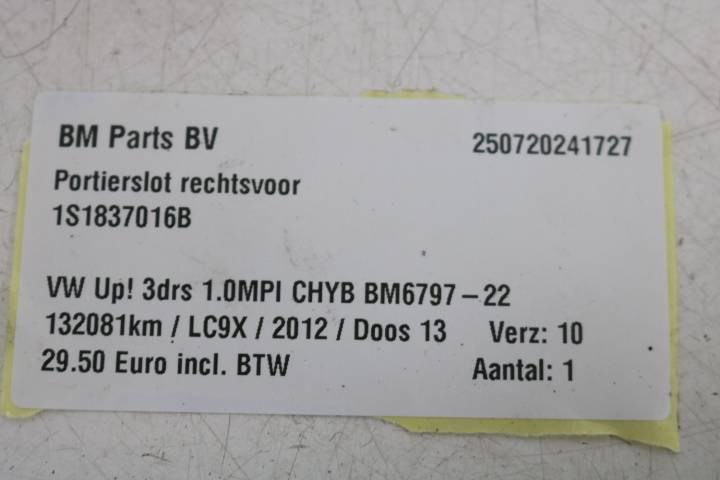 BM Parts BV 250720241727
Portierslot rechtsvoor
1S1837016B
VW Up! 3drs 1.0MPI CHYB BM6797-22
132081km / LC9X / 2012 / Doos 13 Verz: 10
29.50 Euro incl. BTW Aantal: 1